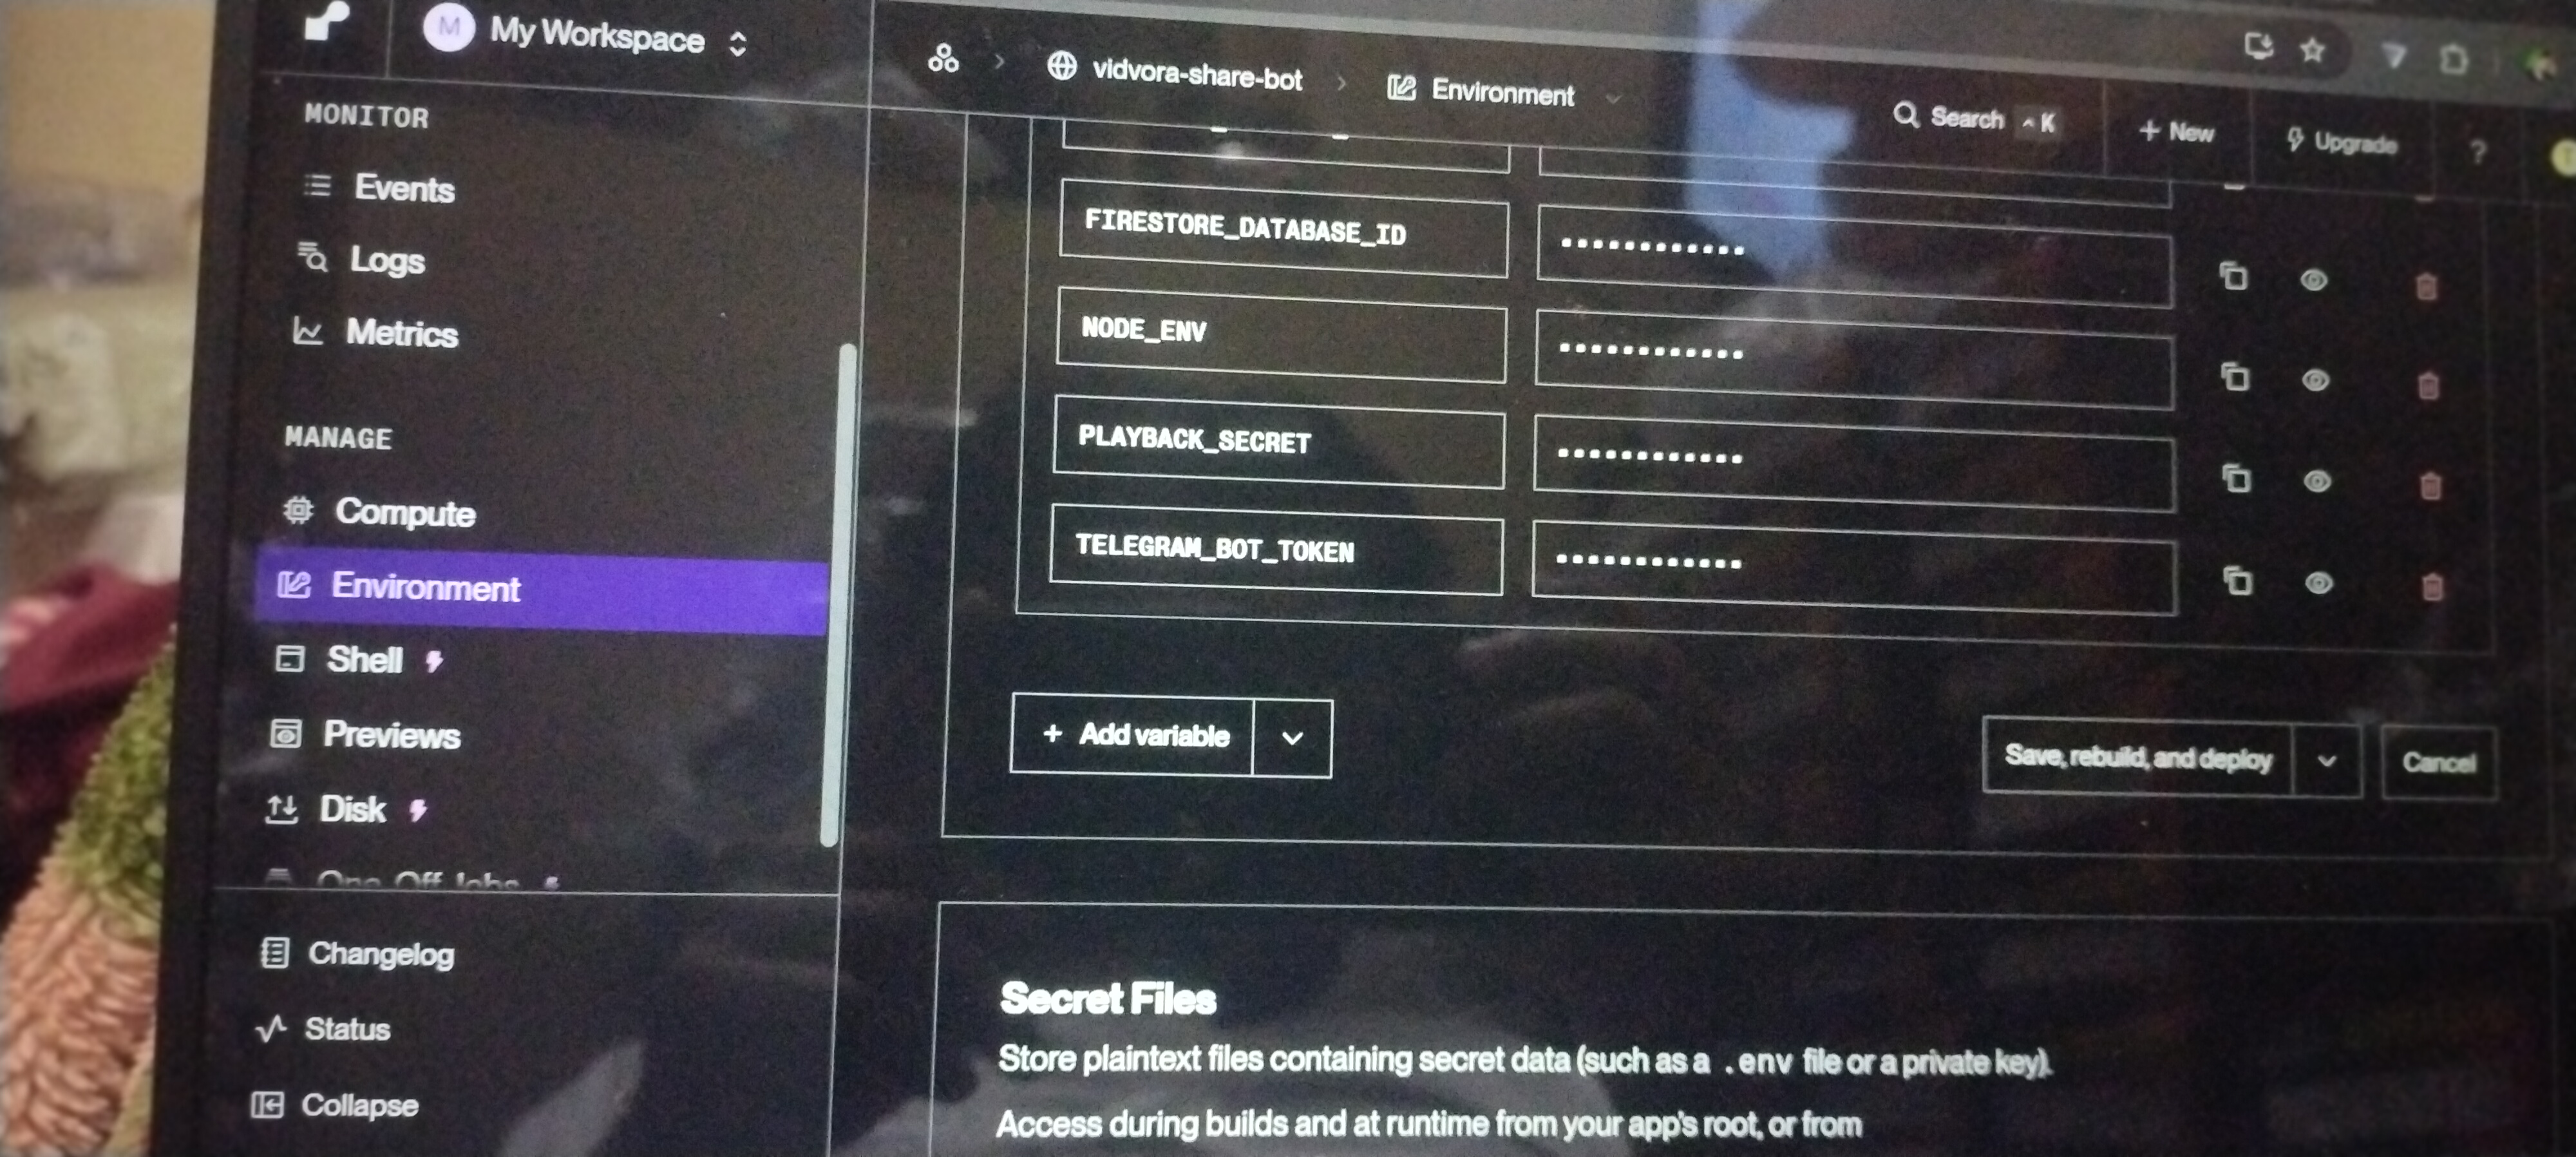 M My Workspace
vidvora-share-bot
Environment
Search
K
+ New
Upgrade
?
MONITOR
Events
Logs
Metrics
MANAGE
Compute
Environment
Shell
Previews
Disk
One-Off Jobs
Changelog
Status
Collapse
FIRESTORE_DATABASE_ID ••••••••••••
NODE_ENV ••••••••••••
PLAYBACK_SECRET ••••••••••••
TELEGRAM_BOT_TOKEN ••••••••••••
+ Add variable
Save, rebuild, and deploy
Cancel
Secret Files
Store plaintext files containing secret data (such as a .env file or a private key).
Access during builds and at runtime from your app's root, or from